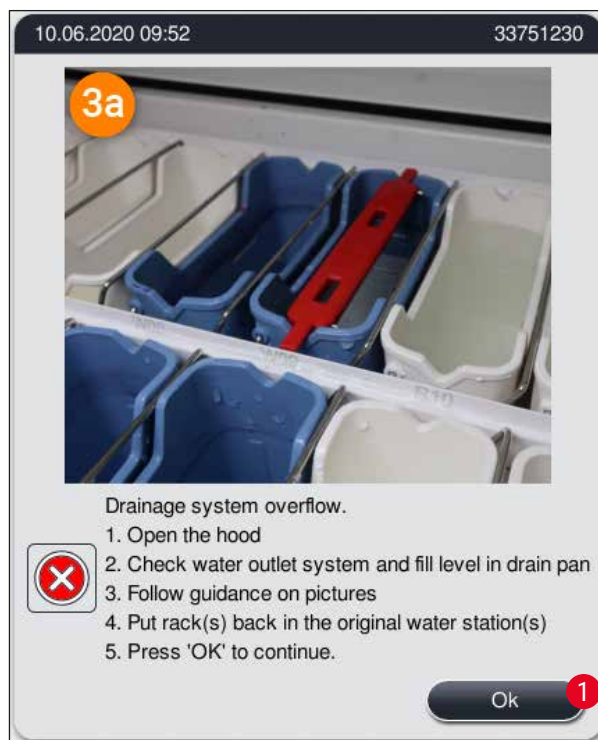 10.06.2020 09:52 33751230
3a
R10
Drainage system overflow.
1. Open the hood
2. Check water outlet system and fill level in drain pan
3. Follow guidance on pictures
4. Put rack(s) back in the original water station(s)
5. Press 'OK' to continue.
Ok 1